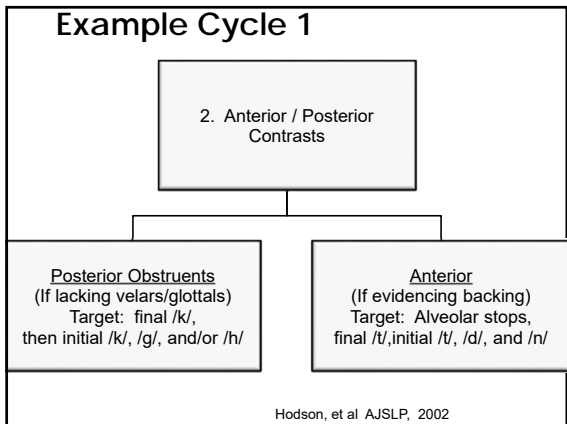 Example Cycle 1
2. Anterior / Posterior
Contrasts
Posterior Obstruents
(If lacking velars/glottals)
Target: final /k/,
then initial /k/, /g/, and/or /h/
Anterior
(If evidencing backing)
Target: Alveolar stops,
final /t/,initial /t/, /d/, and /n/
Hodson, et al AJSLP, 2002